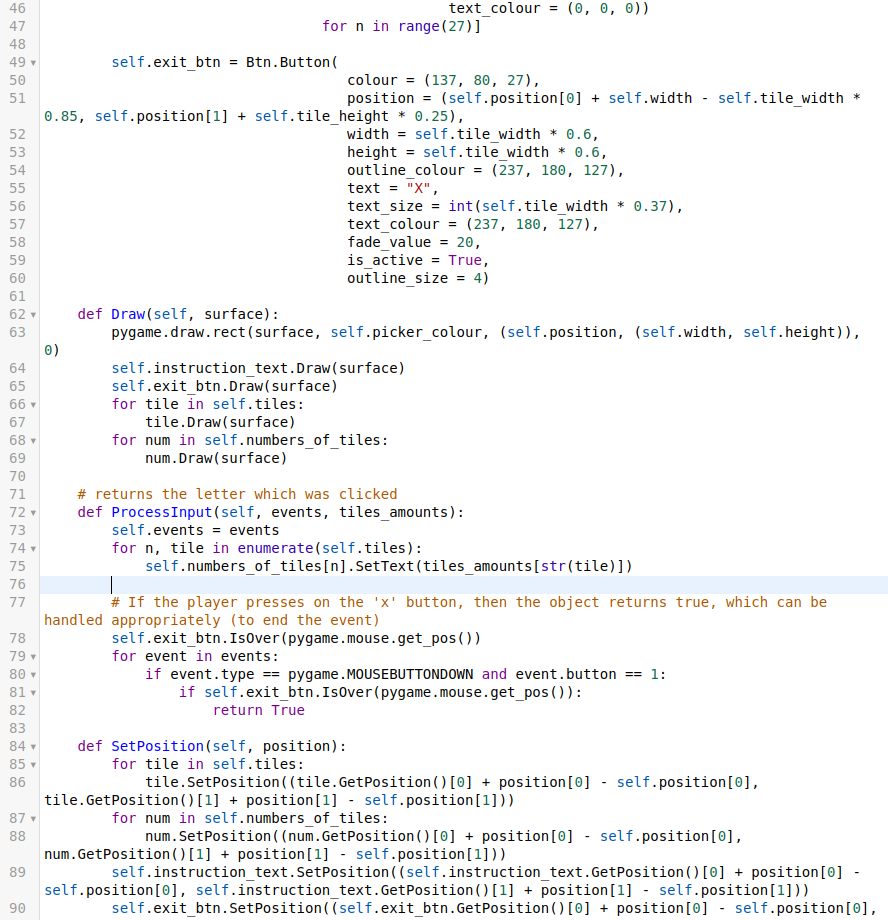 46                                                 text_colour = (0, 0, 0))
47                                  for n in range(27)]
48
49         self.exit_btn = Btn.Button(
50                                     colour = (137, 80, 27),
51                                     position = (self.position[0] + self.width - self.tile_width *
0.85, self.position[1] + self.tile_height * 0.25),
52                                     width = self.tile_width * 0.6,
53                                     height = self.tile_width * 0.6,
54                                     outline_colour = (237, 180, 127),
55                                     text = "X",
56                                     text_size = int(self.tile_width * 0.37),
57                                     text_colour = (237, 180, 127),
58                                     fade_value = 20,
59                                     is_active = True,
60                                     outline_size = 4)
61
62     def Draw(self, surface):
63         pygame.draw.rect(surface, self.picker_colour, (self.position, (self.width, self.height)),
0)
64         self.instruction_text.Draw(surface)
65         self.exit_btn.Draw(surface)
66         for tile in self.tiles:
67             tile.Draw(surface)
68         for num in self.numbers_of_tiles:
69             num.Draw(surface)
70
71     # returns the letter which was clicked
72     def ProcessInput(self, events, tiles_amounts):
73         self.events = events
74         for n, tile in enumerate(self.tiles):
75             self.numbers_of_tiles[n].SetText(tiles_amounts[str(tile)])
76
77         # If the player presses on the 'x' button, then the object returns true, which can be
handled appropriately (to end the event)
78         self.exit_btn.IsOver(pygame.mouse.get_pos())
79         for event in events:
80             if event.type == pygame.MOUSEBUTTONDOWN and event.button == 1:
81                 if self.exit_btn.IsOver(pygame.mouse.get_pos()):
82                     return True
83
84     def SetPosition(self, position):
85         for tile in self.tiles:
86             tile.SetPosition((tile.GetPosition()[0] + position[0] - self.position[0],
tile.GetPosition()[1] + position[1] - self.position[1]))
87         for num in self.numbers_of_tiles:
88             num.SetPosition((num.GetPosition()[0] + position[0] - self.position[0],
num.GetPosition()[1] + position[1] - self.position[1]))
89         self.instruction_text.SetPosition((self.instruction_text.GetPosition()[0] + position[0] -
self.position[0], self.instruction_text.GetPosition()[1] + position[1] - self.position[1]))
90         self.exit_btn.SetPosition((self.exit_btn.GetPosition()[0] + position[0] - self.position[0],